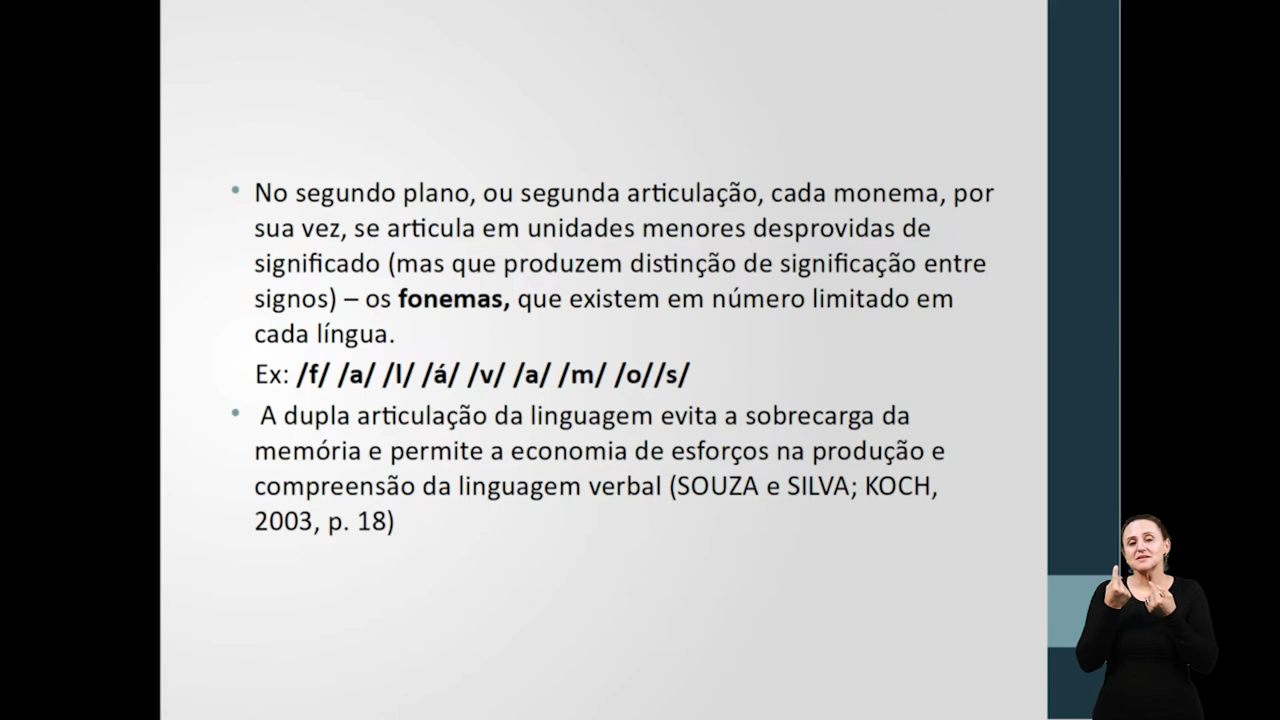 • No segundo plano, ou segunda articulação, cada monema, por
sua vez, se articula em unidades menores desprovidas de
significado (mas que produzem distinção de significação entre
signos) – os fonemas, que existem em número limitado em
cada língua.
Ex: /f/ /a/ /l/ /á/ /v/ /a/ /m/ /o//s/
• A dupla articulação da linguagem evita a sobrecarga da
memória e permite a economia de esforços na produção e
compreensão da linguagem verbal (SOUZA e SILVA; KOCH,
2003, p. 18)